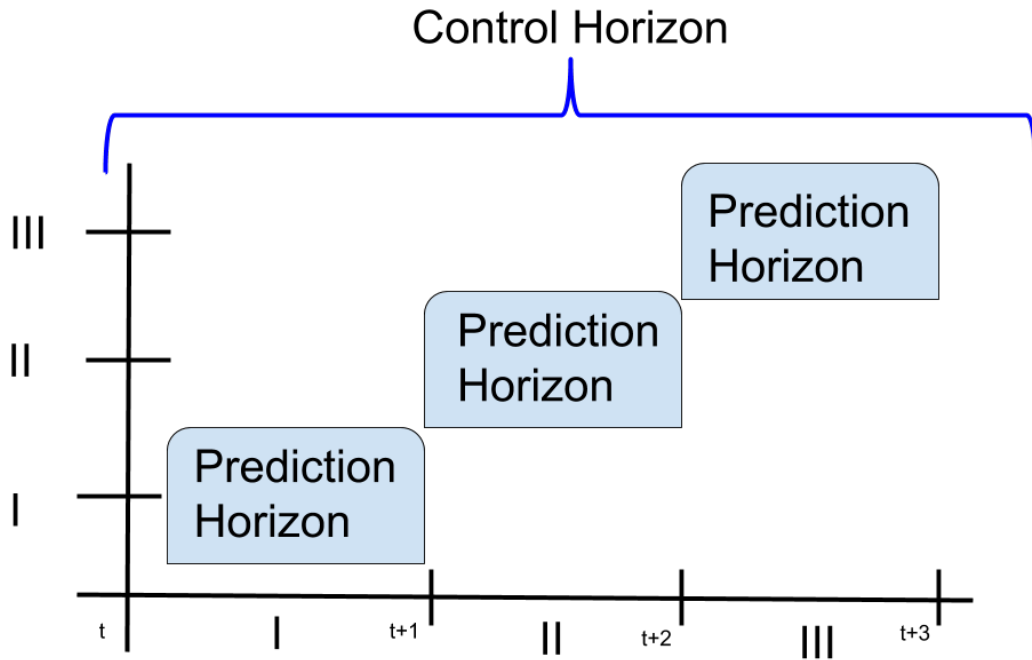 Control Horizon
III
Prediction
Horizon
II
Prediction
Horizon
I
Prediction
Horizon
t
I
t+1
II
t+2
III
t+3